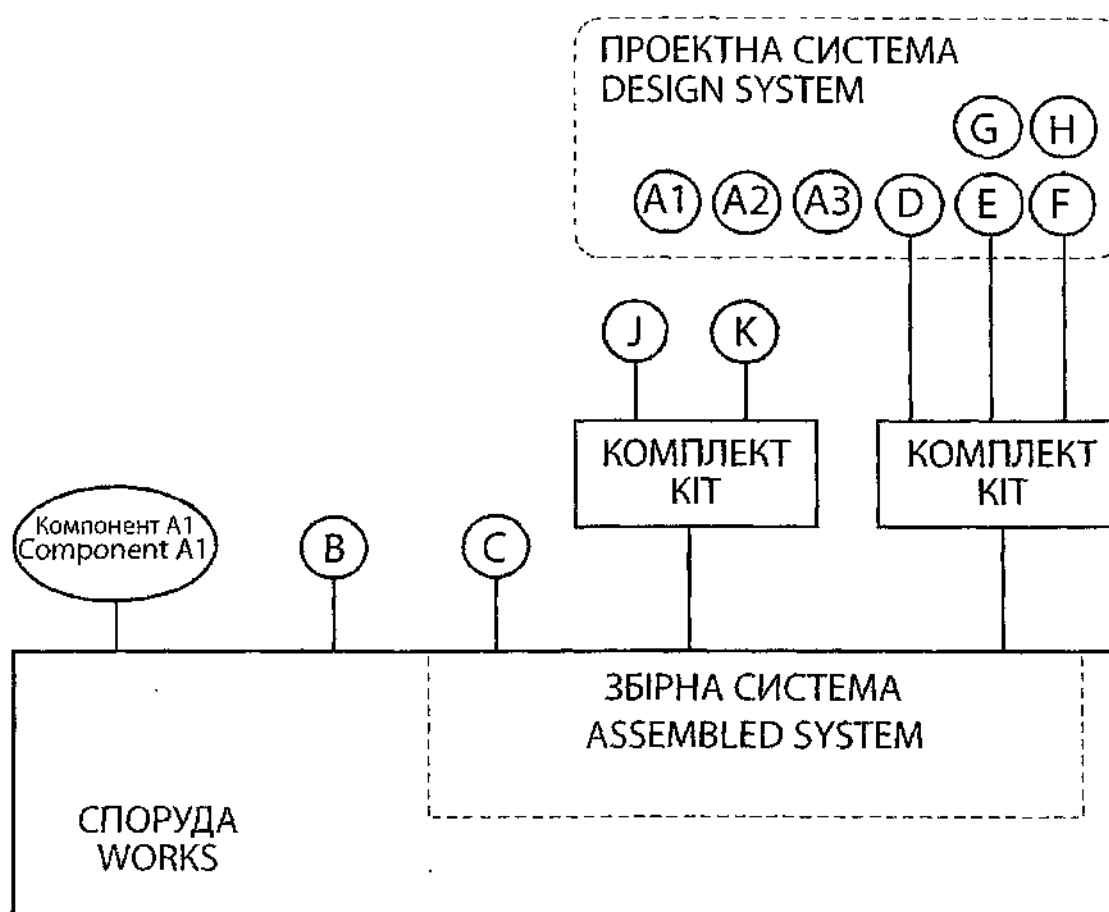 ПРОЕКТНА СИСТЕМА
DESIGN SYSTEM
G H
A1 A2 A3 D E F
J K
КОМПЛЕКТ
KIT
КОМПЛЕКТ
KIT
Компонент A1
Component A1
B
C
ЗБІРНА СИСТЕМА
ASSEMBLED SYSTEM
СПОРУДА
WORKS